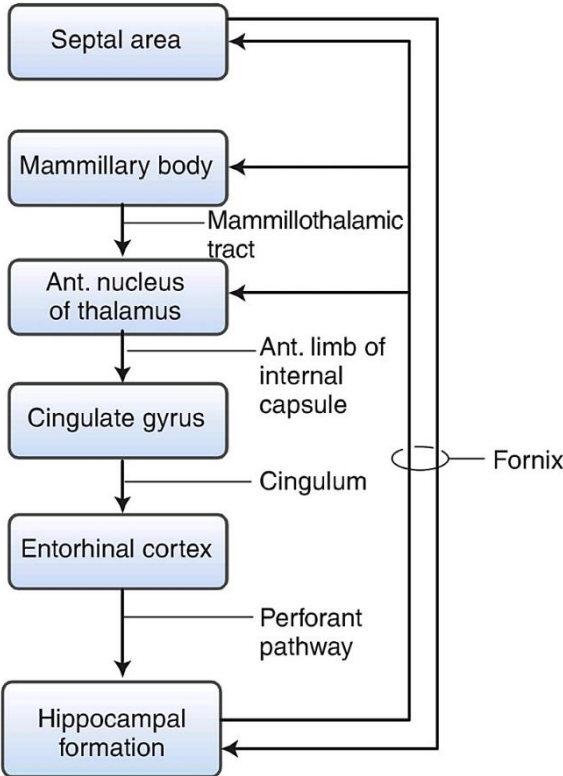 Septal area
Mammillary body
Mammillothalamic
tract
Ant. nucleus
of thalamus
Ant. limb of
internal
capsule
Cingulate gyrus
Fornix
Cingulum
Entorhinal cortex
Perforant
pathway
Hippocampal
formation